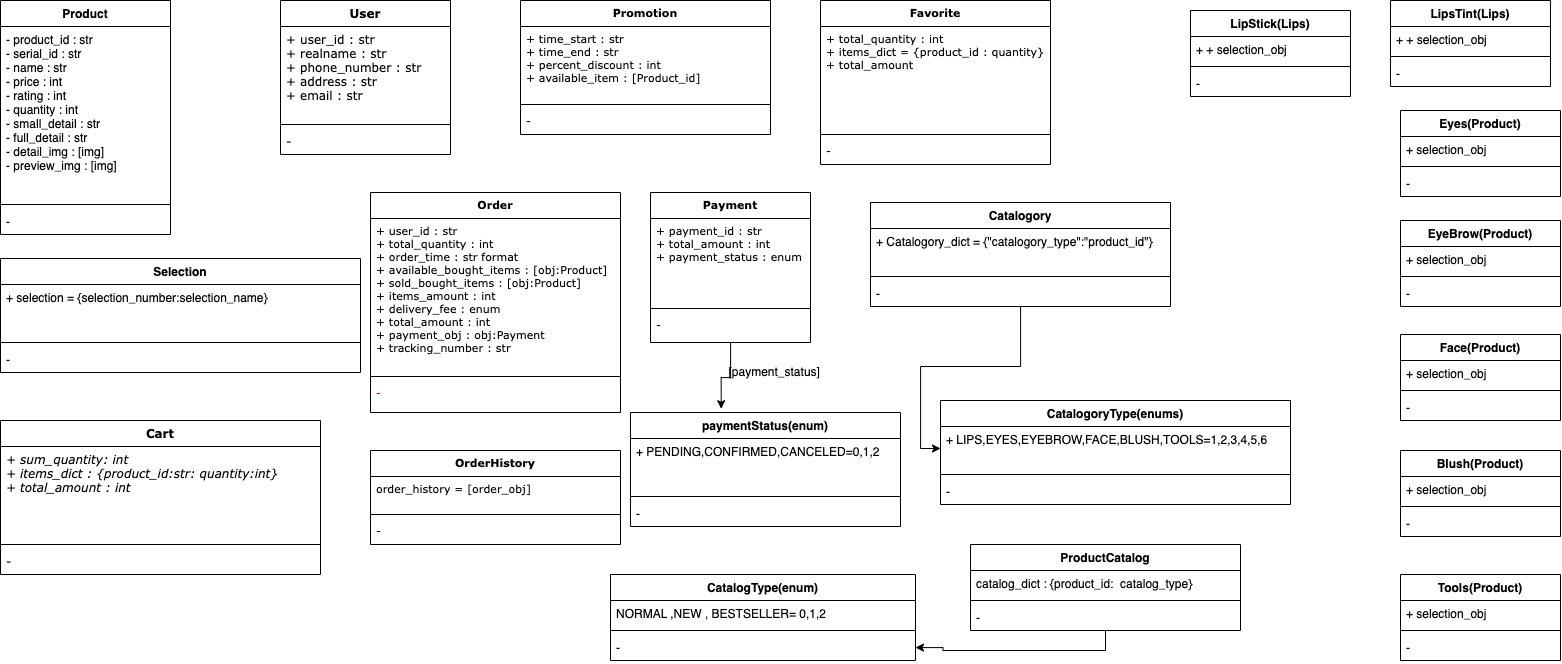 Product
- product_id : str
- serial_id : str
- name : str
- price : int
- rating : int
- quantity : int
- small_detail : str
- full_detail : str
- detail_img : [img]
- preview_img : [img]
-
User
+ user_id : str
+ realname : str
+ phone_number : str
+ address : str
+ email : str
-
Promotion
+ time_start : str
+ time_end : str
+ percent_discount : int
+ available_item : [Product_id]
-
Favorite
+ total_quantity : int
+ items_dict = {product_id : quantity}
+ total_amount
-
LipStick(Lips)
+ + selection_obj
-
LipsTint(Lips)
+ + selection_obj
-
Eyes(Product)
+ selection_obj
-
Order
+ user_id : str
+ total_quantity : int
+ order_time : str format
+ available_bought_items : [obj:Product]
+ sold_bought_items : [obj:Product]
+ items_amount : int
+ delivery_fee : enum
+ total_amount : int
+ payment_obj : obj:Payment
+ tracking_number : str
-
Payment
+ payment_id : str
+ total_amount : int
+ payment_status : enum
-
[payment_status]
Catalogory
+ Catalogory_dict = {"catalogory_type":"product_id"}
-
EyeBrow(Product)
+ selection_obj
-
Selection
+ selection = {selection_number:selection_name}
-
Face(Product)
+ selection_obj
-
Cart
+ sum_quantity: int
+ items_dict : {product_id:str: quantity:int}
+ total_amount : int
-
OrderHistory
order_history = [order_obj]
-
paymentStatus(enum)
+ PENDING,CONFIRMED,CANCELED=0,1,2
-
CatalogoryType(enums)
+ LIPS,EYES,EYEBROW,FACE,BLUSH,TOOLS=1,2,3,4,5,6
-
Blush(Product)
+ selection_obj
-
CatalogType(enum)
NORMAL ,NEW , BESTSELLER= 0,1,2
-
ProductCatalog
catalog_dict : {product_id: catalog_type}
-
Tools(Product)
+ selection_obj
-